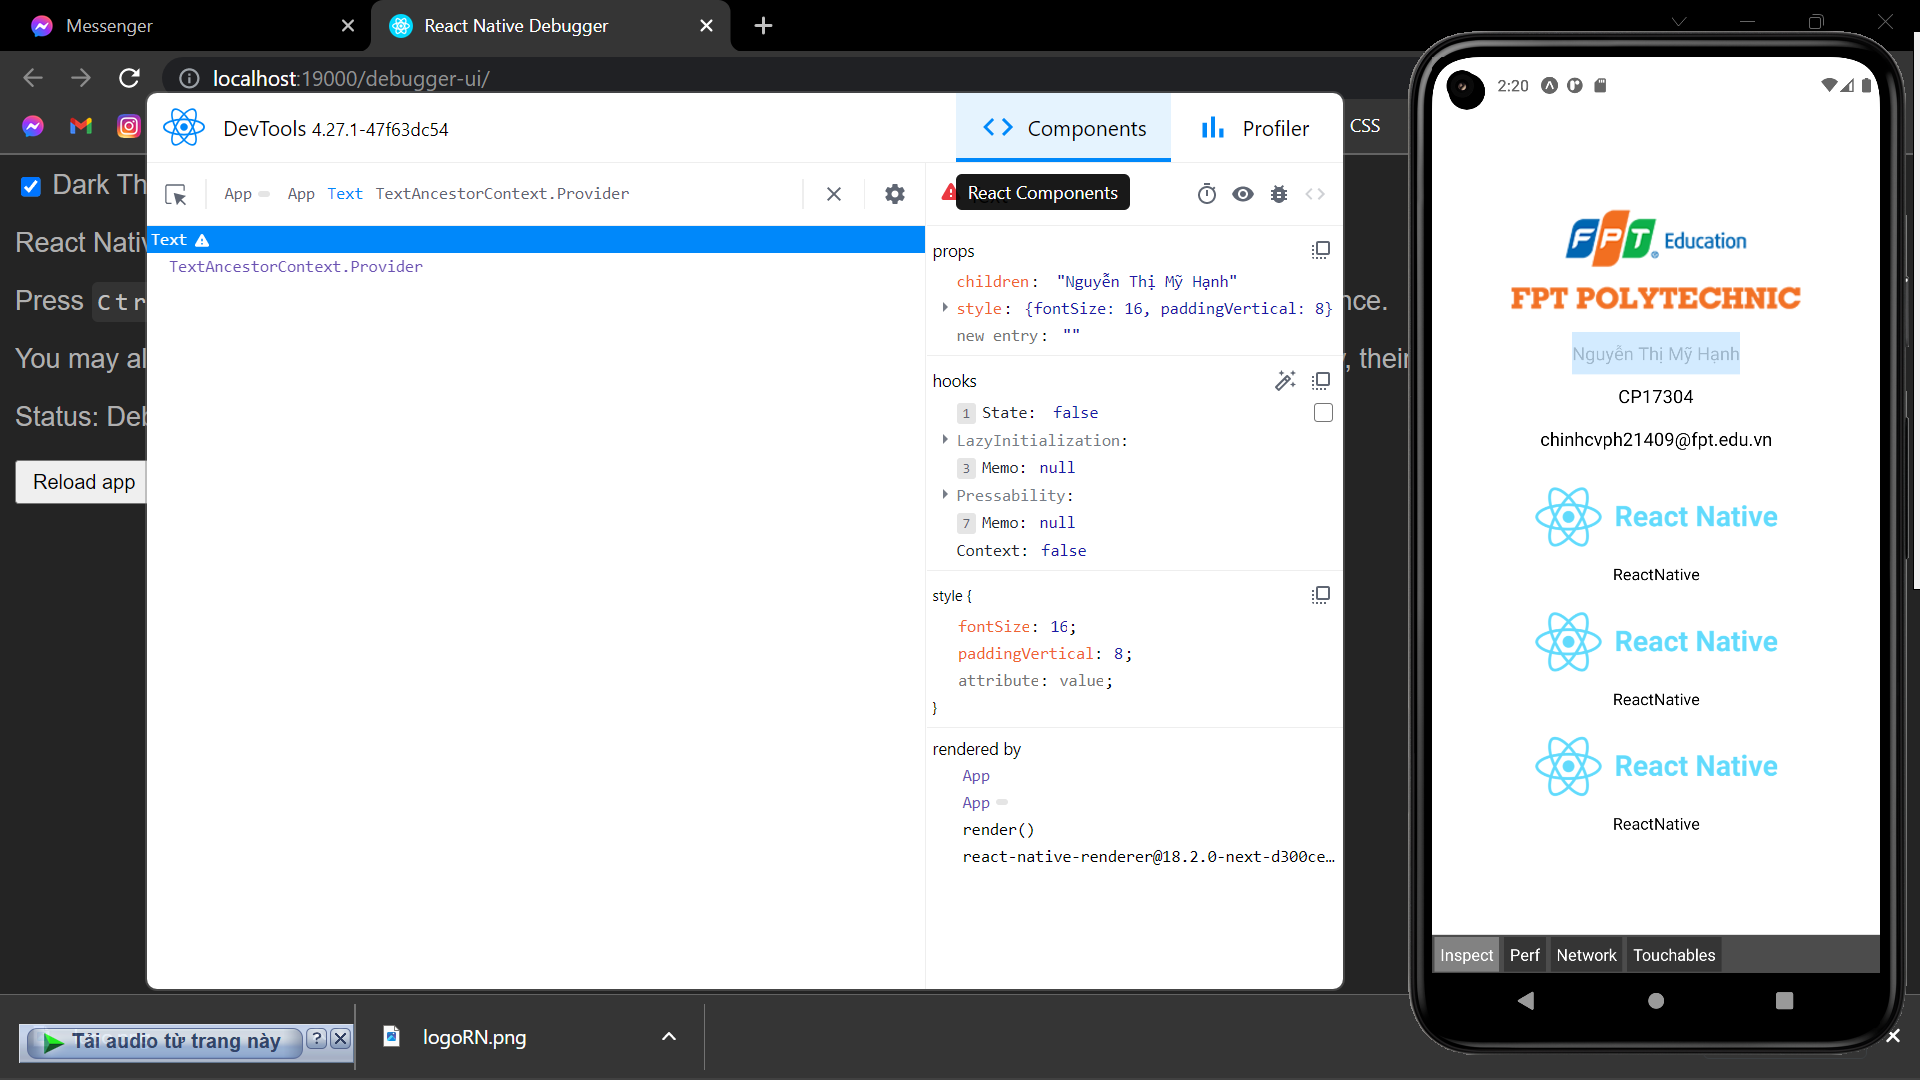 Messenger
React Native Debugger
localhost:19000/debugger-ui/
CSS
Dark Th
React Nativ
Press Ctr
nce.
You may al
, their
Status: Deb
Reload app
DevTools 4.27.1-47f63dc54
Components
Profiler
App App Text TextAncestorContext.Provider
React Components
Text
TextAncestorContext.Provider
props
children: "Nguyễn Thị Mỹ Hạnh"
style: {fontSize: 16, paddingVertical: 8}
new entry: ""
hooks
1 State: false
LazyInitialization:
3 Memo: null
Pressability:
7 Memo: null
Context: false
style {
fontSize: 16;
paddingVertical: 8;
attribute: value;
}
rendered by
App
App
render()
react-native-renderer@18.2.0-next-d300ce…
2:20
FPT Education
FPT POLYTECHNIC
Nguyễn Thị Mỹ Hạnh
CP17304
chinhcvph21409@fpt.edu.vn
React Native
ReactNative
React Native
ReactNative
React Native
ReactNative
Inspect Perf Network Touchables
Tải audio từ trang này ?
logoRN.png